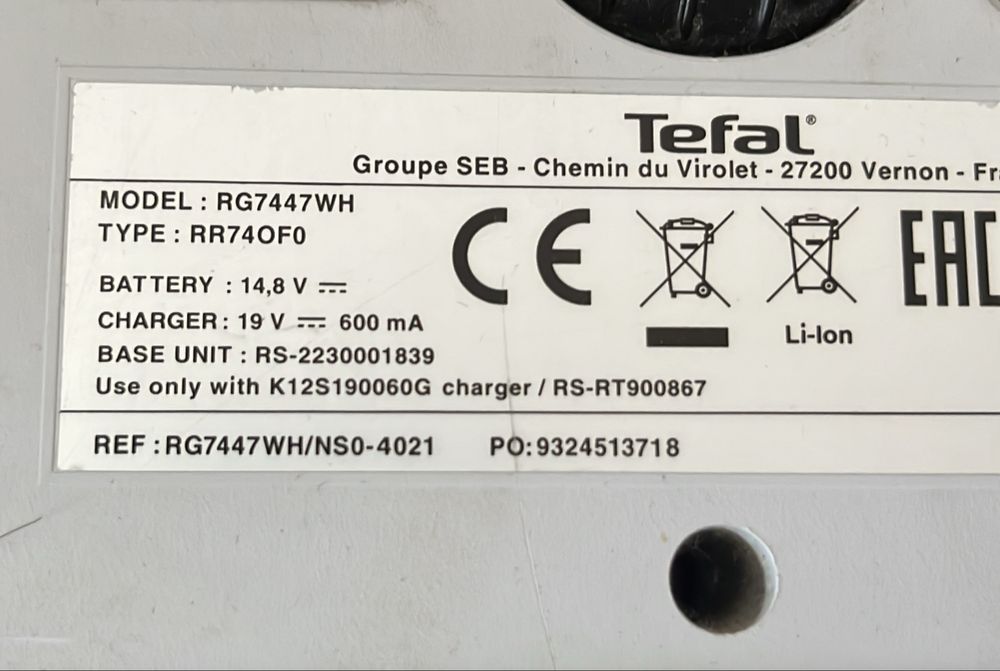 Tefal®
Groupe SEB - Chemin du Virolet - 27200 Vernon -
MODEL : RG7447WH
TYPE : RR74OF0
BATTERY : 14,8 V ⎓
CHARGER : 19 V ⎓ 600 mA
BASE UNIT : RS-2230001839
Use only with K12S190060G charger / RS-RT900867
CE
Li-Ion
EAC
REF : RG7447WH/NS0-4021 PO: 9324513718